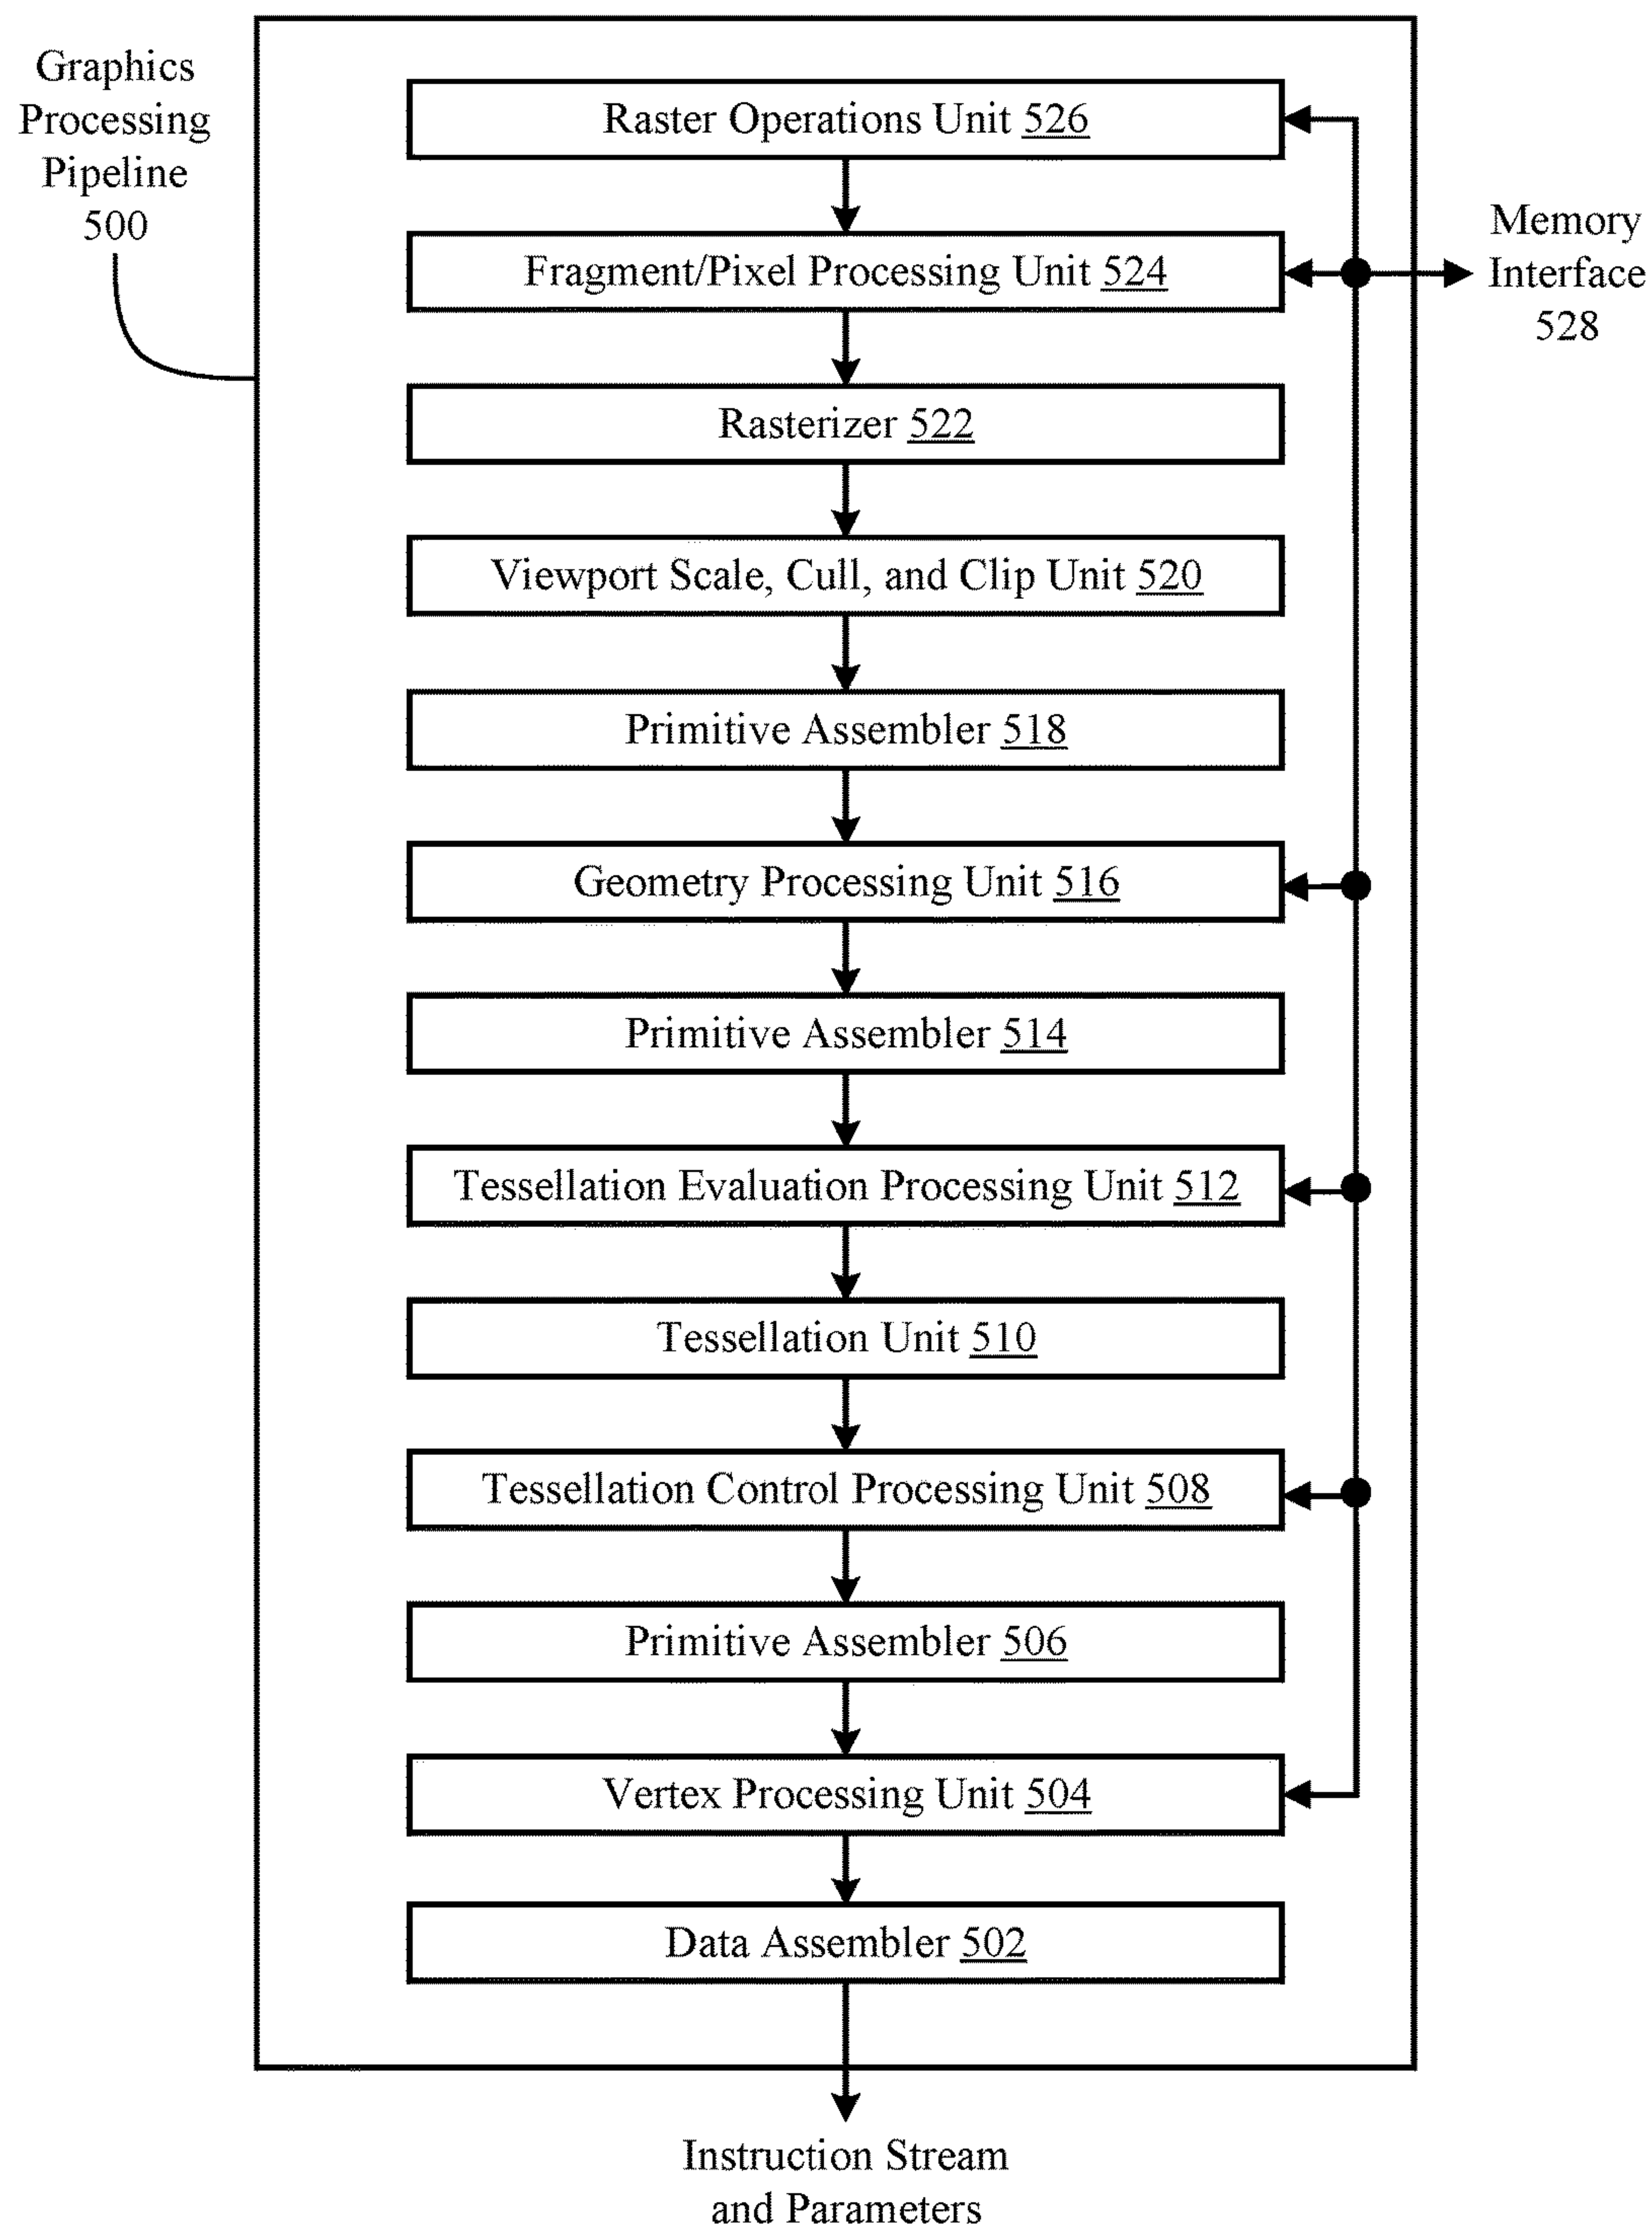 Graphics
Processing
Pipeline
500
Raster Operations Unit 526
Fragment/Pixel Processing Unit 524
Memory
Interface
528
Rasterizer 522
Viewport Scale, Cull, and Clip Unit 520
Primitive Assembler 518
Geometry Processing Unit 516
Primitive Assembler 514
Tessellation Evaluation Processing Unit 512
Tessellation Unit 510
Tessellation Control Processing Unit 508
Primitive Assembler 506
Vertex Processing Unit 504
Data Assembler 502
Instruction Stream
and Parameters